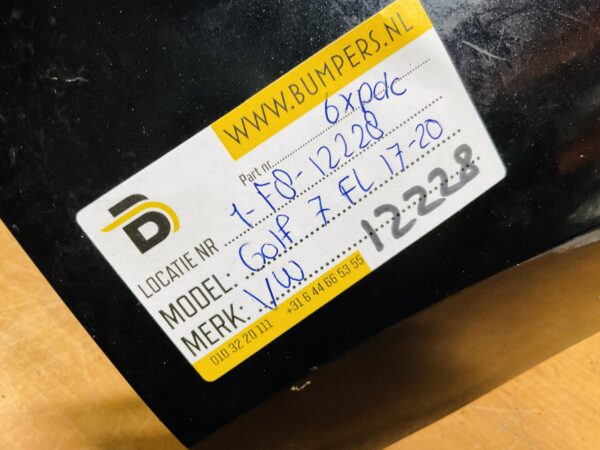 WWW.BUMPERS.NL
6xpdc
Part nr.
LOCATIE NR 1-F8-12228
MODEL: Golf 7 FL 17-20
MERK: VW
12228
010 32 20 111 +31 6 44 66 53 55